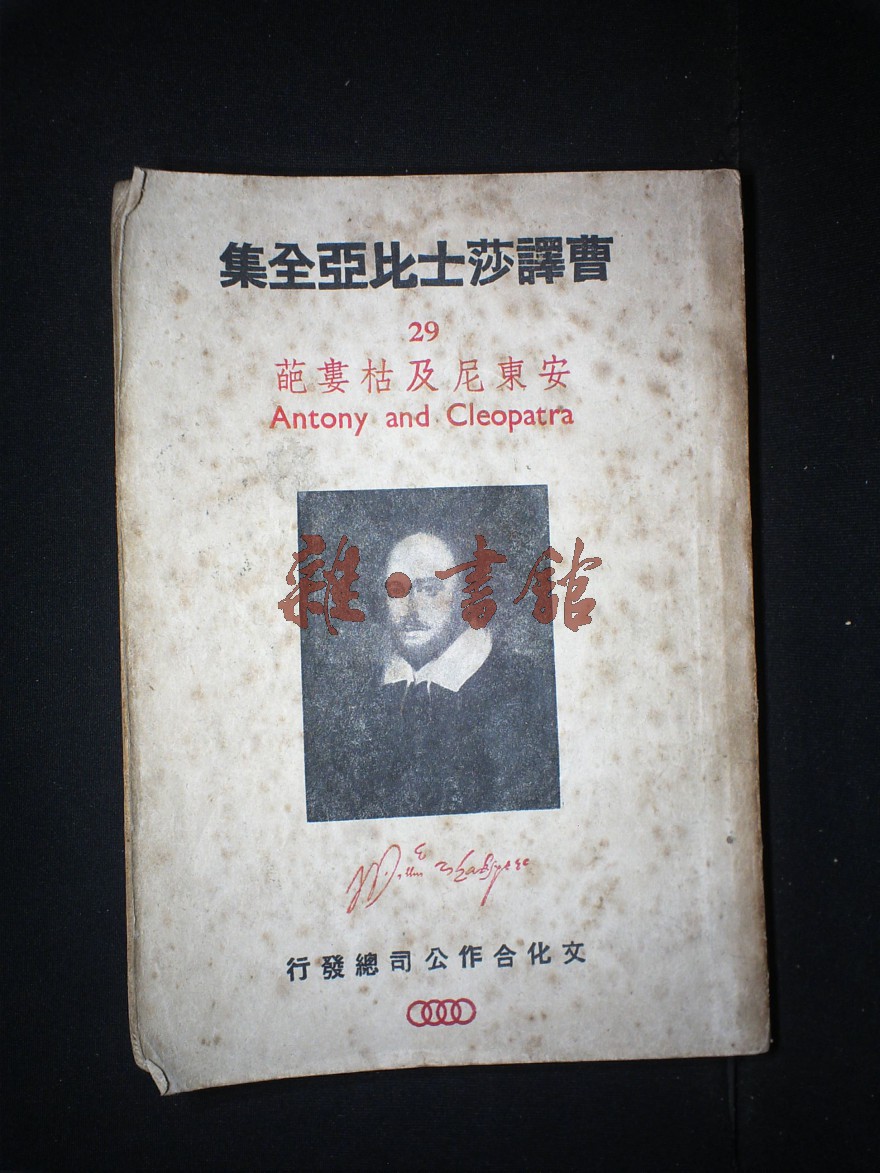 曹譯莎士比亞全集
29
安東尼及枯婁葩
Antony and Cleopatra
雜·書館
文化合作公司總發行